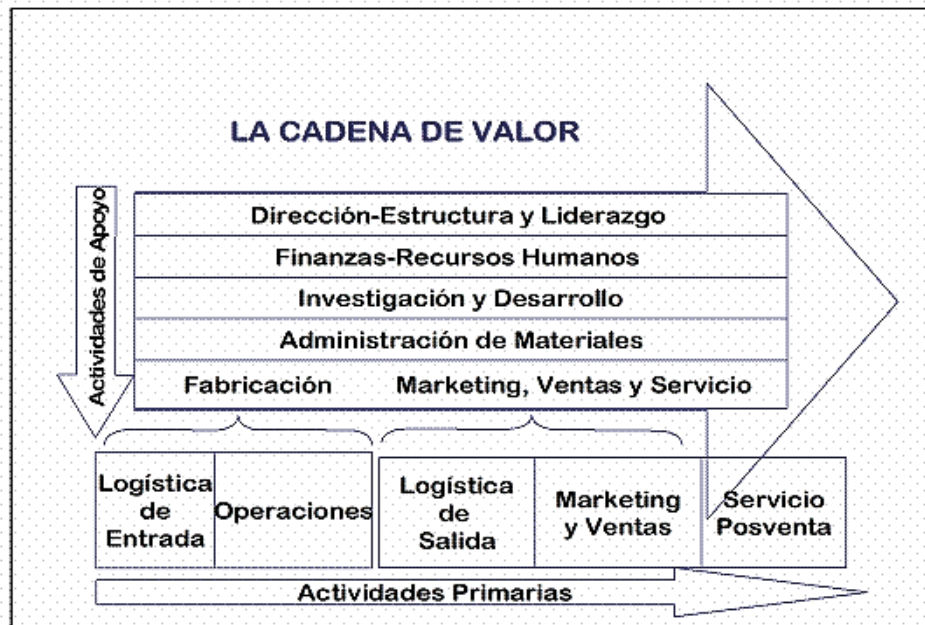 LA CADENA DE VALOR
Actividades de Apoyo
Dirección-Estructura y Liderazgo
Finanzas-Recursos Humanos
Investigación y Desarrollo
Administración de Materiales
Fabricación
Marketing, Ventas y Servicio
Logística
de
Entrada
Operaciones
Logística
de
Salida
Marketing
y Ventas
Servicio
Posventa
Actividades Primarias